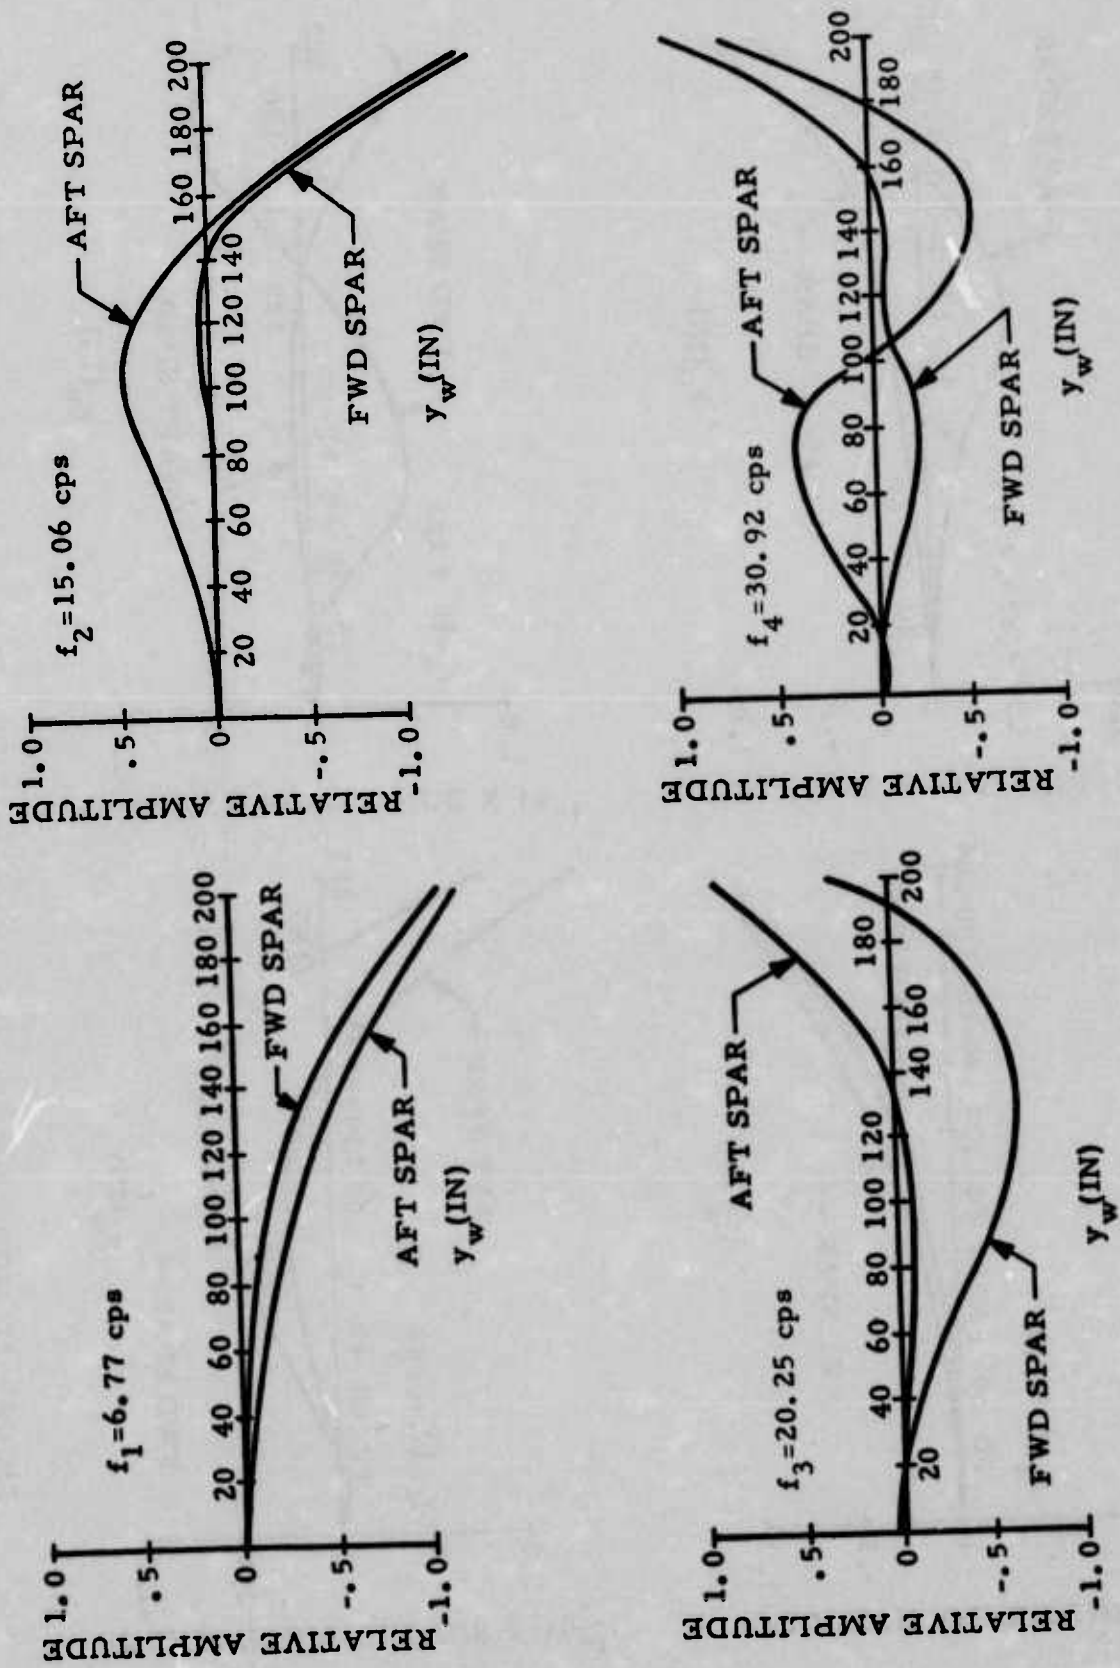 f1=6.77 cps
RELATIVE AMPLITUDE
1.0
.5
0
-.5
-1.0
20 40 60 80 100 120 140 160 180 200
FWD SPAR
AFT SPAR
yw(IN)
f2=15.06 cps
RELATIVE AMPLITUDE
1.0
.5
0
-.5
-1.0
20 40 60 80 100 120 140 160 180 200
AFT SPAR
FWD SPAR
yw(IN)
f3=20.25 cps
RELATIVE AMPLITUDE
1.0
.5
0
-.5
-1.0
20 40 60 80 100 120 140 160 180 200
AFT SPAR
FWD SPAR
yw(IN)
f4=30.92 cps
RELATIVE AMPLITUDE
1.0
.5
0
-.5
-1.0
20 40 60 80 100 120 140 160 180 200
AFT SPAR
FWD SPAR
yw(IN)